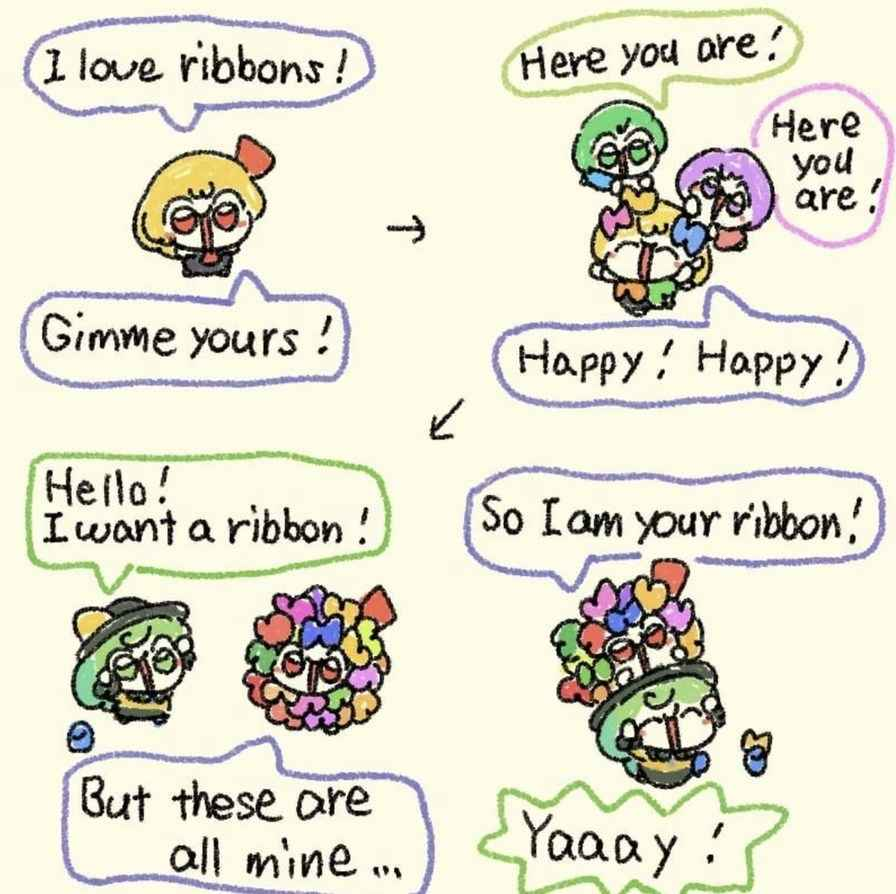 I love ribbons!
Gimme yours!
Here you are!
Here
you
are!
Happy! Happy!
Hello!
I want a ribbon!
But these are
all mine...
So I am your ribbon!
Yaaay!